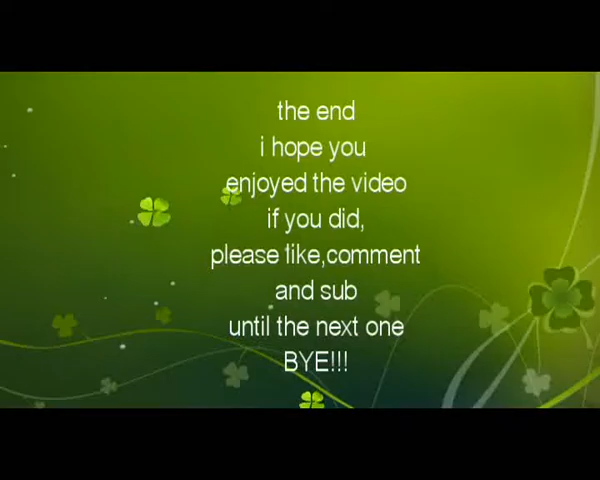 the end
i hope you
enjoyed the video
if you did,
please like,comment
and sub
until the next one
BYE!!!